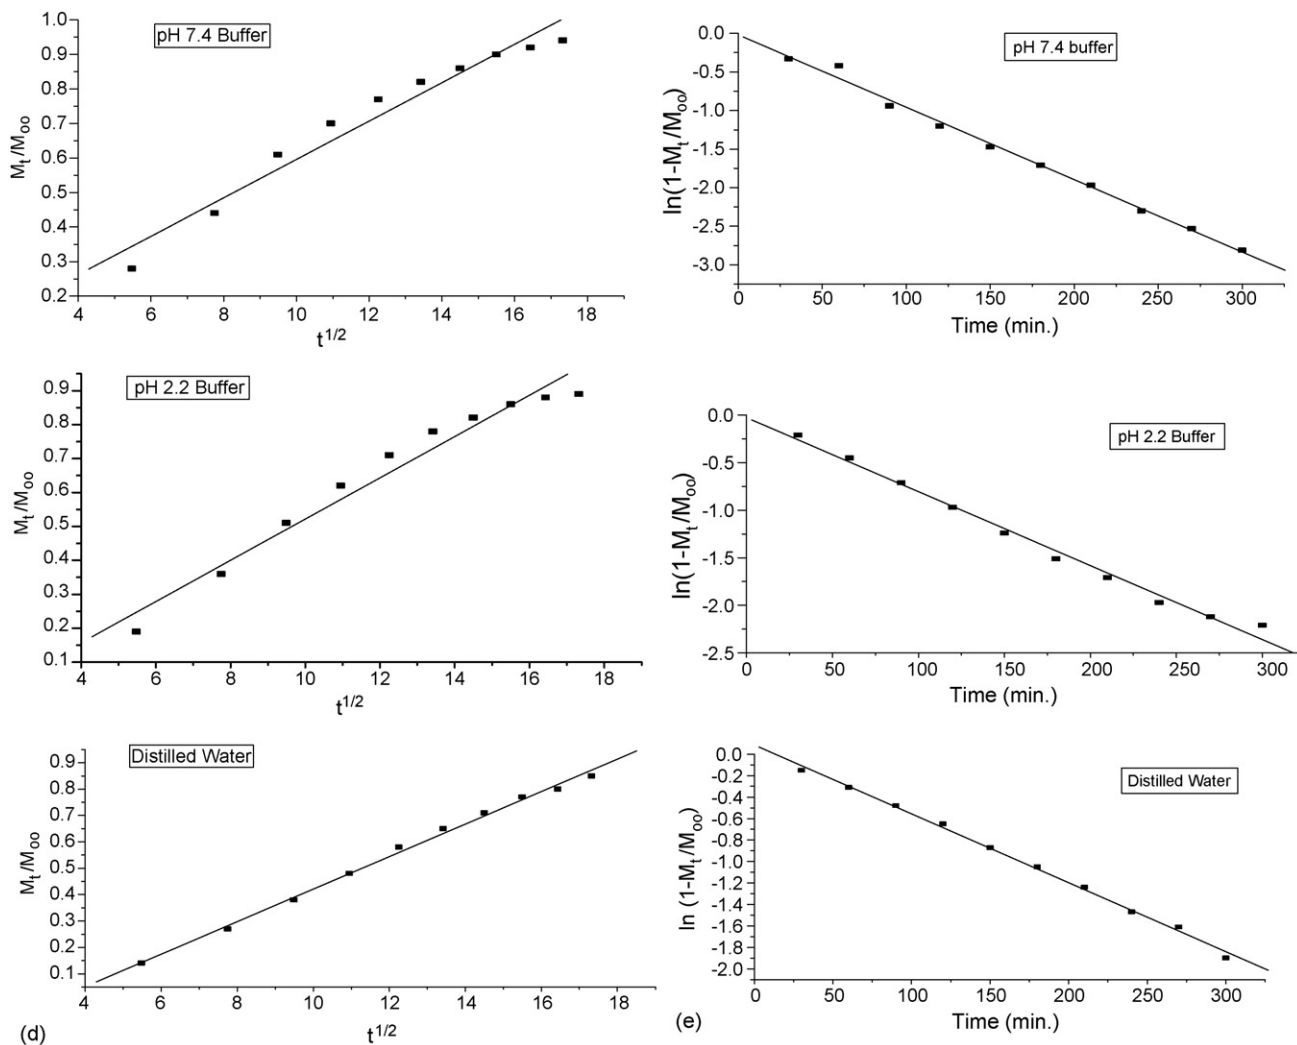 pH 7.4 Buffer
M_t/M_oo
1.0
0.9
0.8
0.7
0.6
0.5
0.4
0.3
0.2
4 6 8 10 12 14 16 18
t^1/2
pH 7.4 buffer
ln(1-M_t/M_oo)
0.0
-0.5
-1.0
-1.5
-2.0
-2.5
-3.0
0 50 100 150 200 250 300
Time (min.)
pH 2.2 Buffer
M_t/M_oo
0.9
0.8
0.7
0.6
0.5
0.4
0.3
0.2
0.1
4 6 8 10 12 14 16 18
t^1/2
pH 2.2 Buffer
ln(1-M_t/M_oo)
0.0
-0.5
-1.0
-1.5
-2.0
-2.5
0 50 100 150 200 250 300
Time (min.)
Distilled Water
M_t/M_oo
0.9
0.8
0.7
0.6
0.5
0.4
0.3
0.2
0.1
4 6 8 10 12 14 16 18
t^1/2
(d)
Distilled Water
ln (1-M_t/M_oo)
0.0
-0.2
-0.4
-0.6
-0.8
-1.0
-1.2
-1.4
-1.6
-1.8
-2.0
0 50 100 150 200 250 300
Time (min.)
(e)